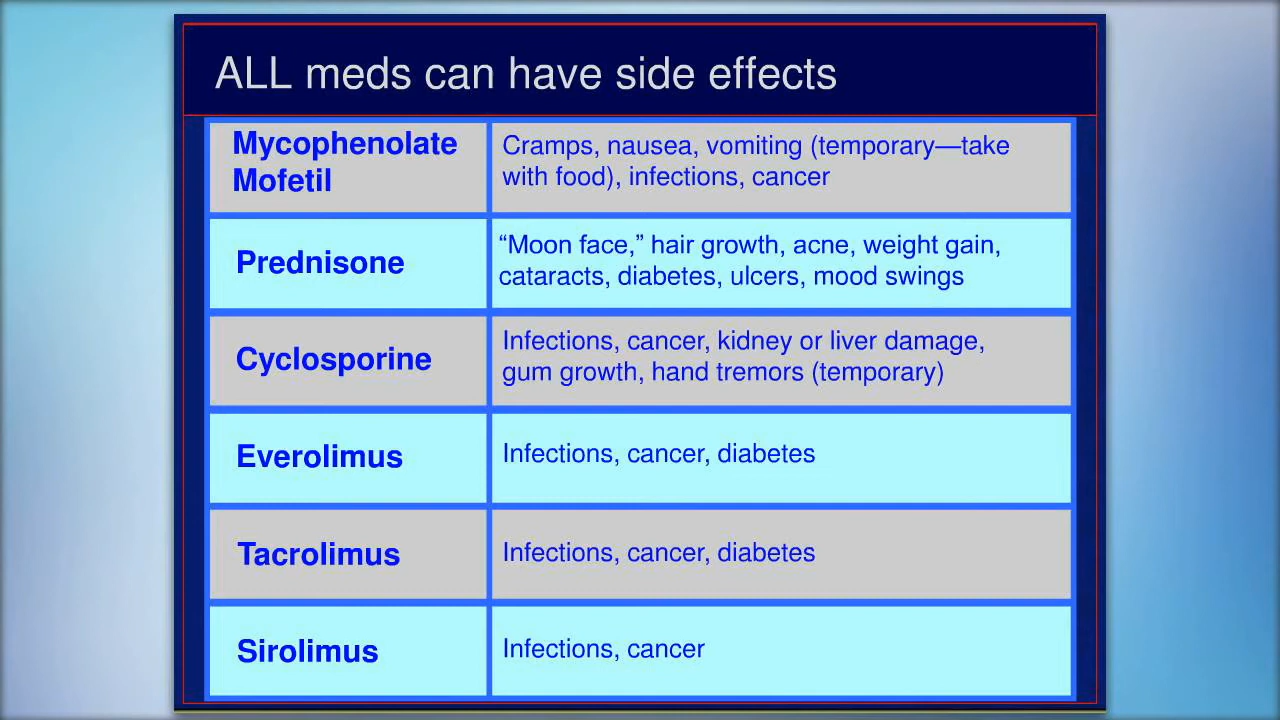 ALL meds can have side effects
Mycophenolate
Mofetil
Cramps, nausea, vomiting (temporary—take
with food), infections, cancer
Prednisone
“Moon face,” hair growth, acne, weight gain,
cataracts, diabetes, ulcers, mood swings
Cyclosporine
Infections, cancer, kidney or liver damage,
gum growth, hand tremors (temporary)
Everolimus
Infections, cancer, diabetes
Tacrolimus
Infections, cancer, diabetes
Sirolimus
Infections, cancer